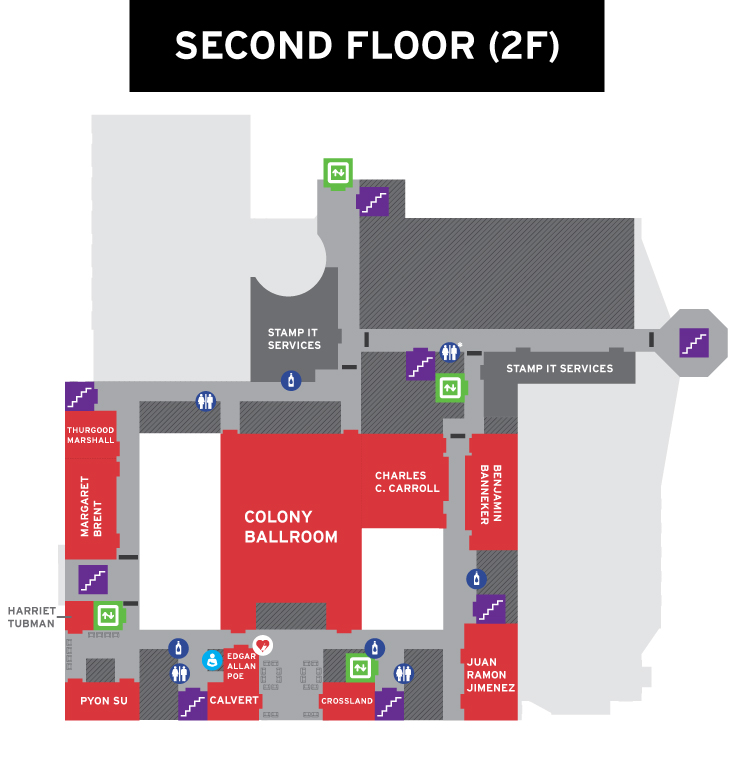 SECOND FLOOR (2F)
STAMP IT
SERVICES
STAMP IT SERVICES
THURGOOD
MARSHALL
MARGARET
BRENT
COLONY
BALLROOM
CHARLES
C. CARROLL
BENJAMIN
BANNEKER
HARRIET
TUBMAN
EDGAR
ALLAN
POE
JUAN
RAMON
JIMENEZ
PYON SU
CALVERT
CROSSLAND